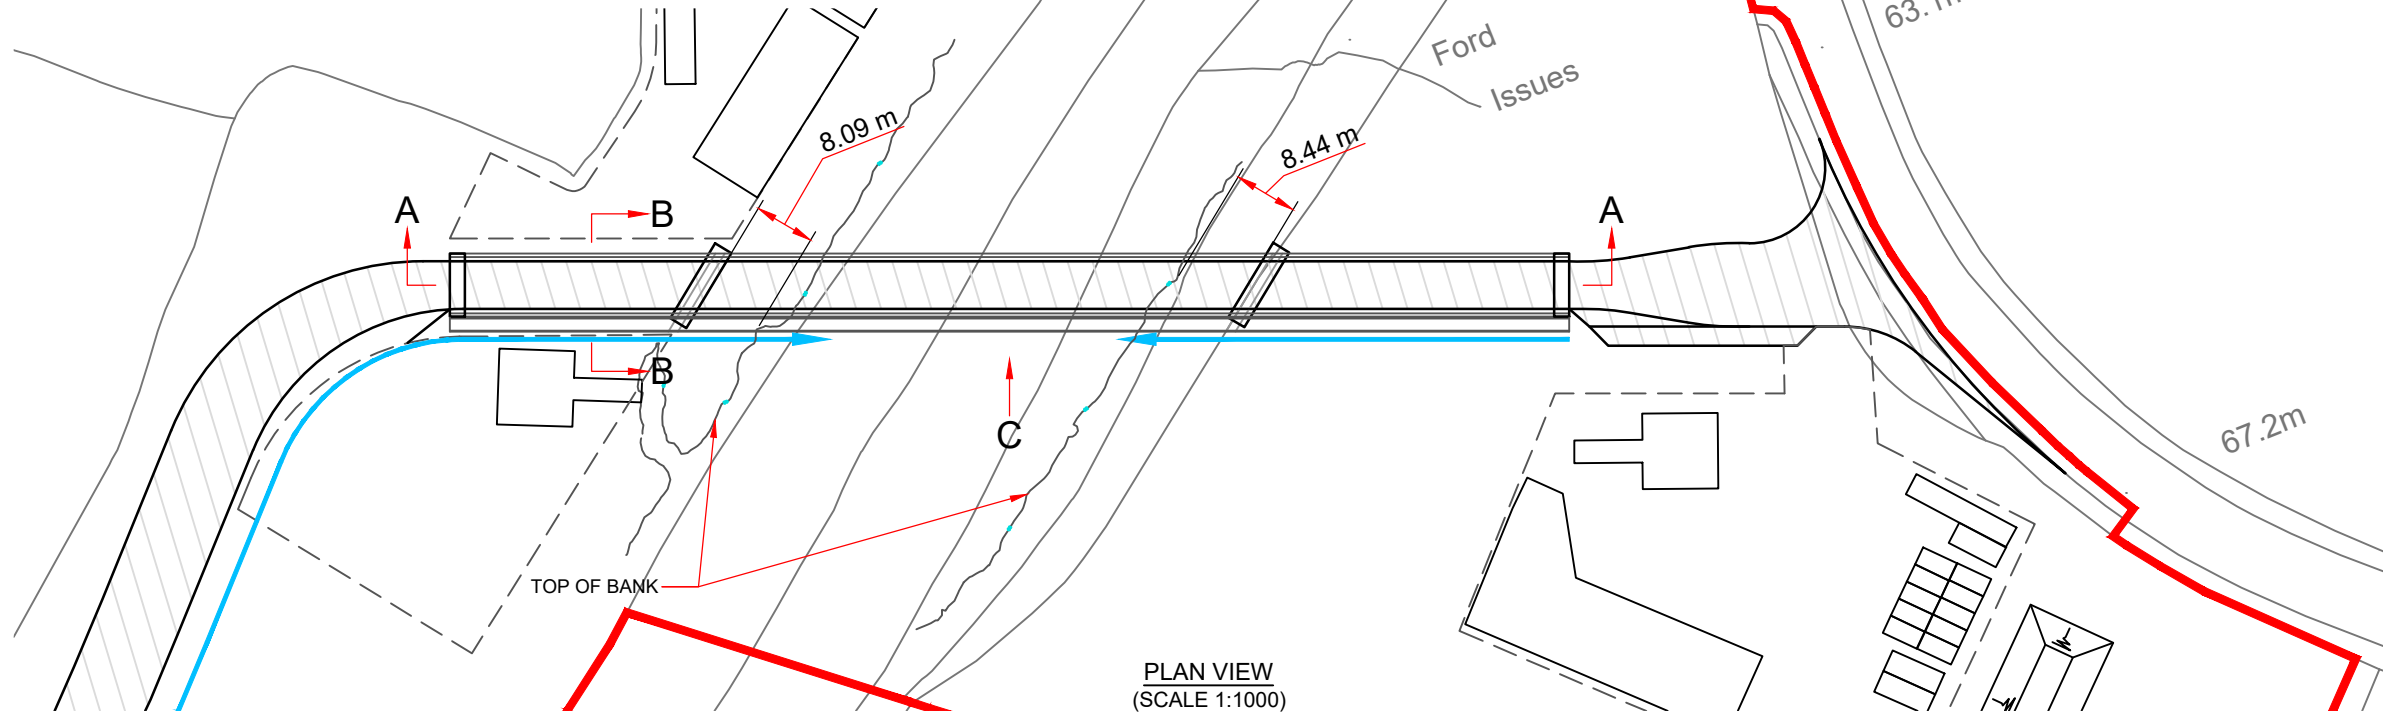 63. m
Ford
Issues
8.09 m
8.44 m
A
B
A
B
C
67.2m
TOP OF BANK
PLAN VIEW
(SCALE 1:1000)